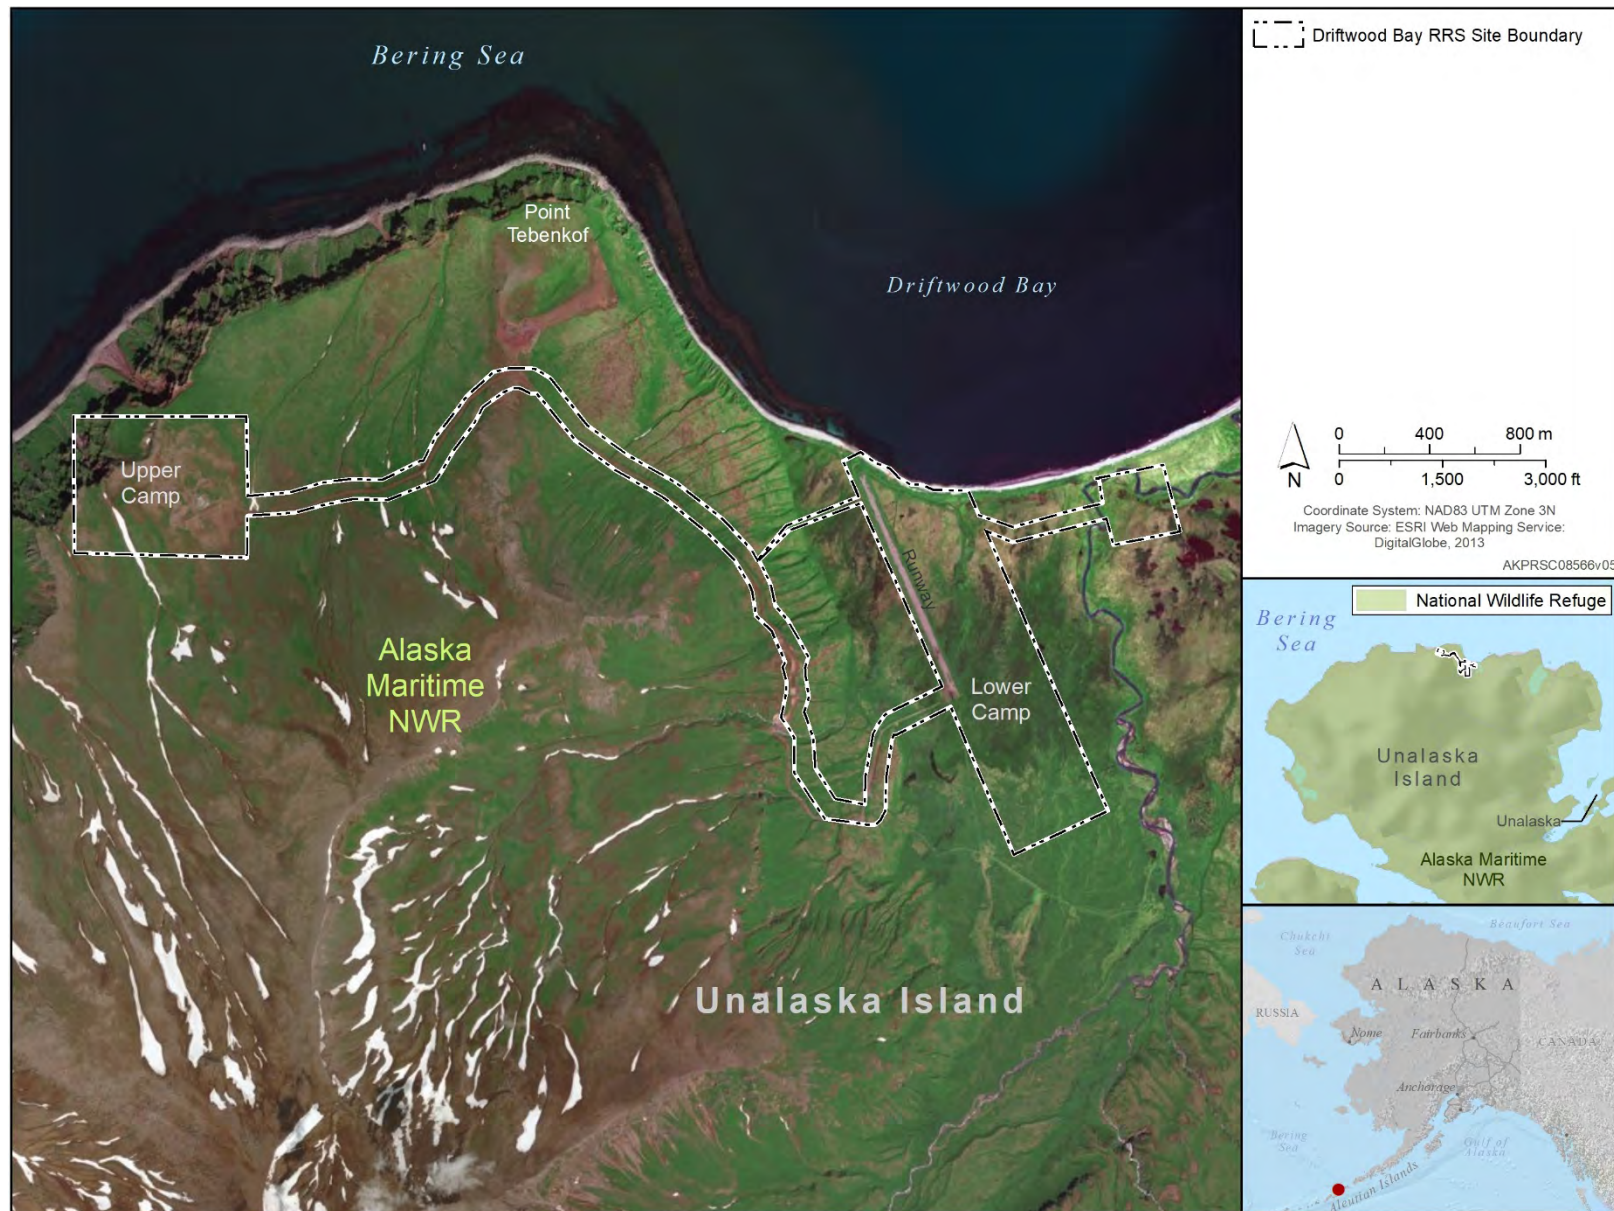 Bering Sea
Point
Tebenkof
Driftwood Bay
Upper
Camp
Runway
Alaska
Maritime
NWR
Lower
Camp
Unalaska Island
Driftwood Bay RRS Site Boundary
0 400 800 m
N
0 1,500 3,000 ft
Coordinate System: NAD83 UTM Zone 3N
Imagery Source: ESRI Web Mapping Service:
DigitalGlobe, 2013
AKPRSC08566v05
National Wildlife Refuge
Bering
Sea
Unalaska
Island
Unalaska
Alaska Maritime
NWR
Chukchi
Sea
Beaufort Sea
ALASKA
RUSSIA
Nome
Fairbanks
CANADA
Anchorage
Bering
Sea
Gulf of
Alaska
Aleutian Islands